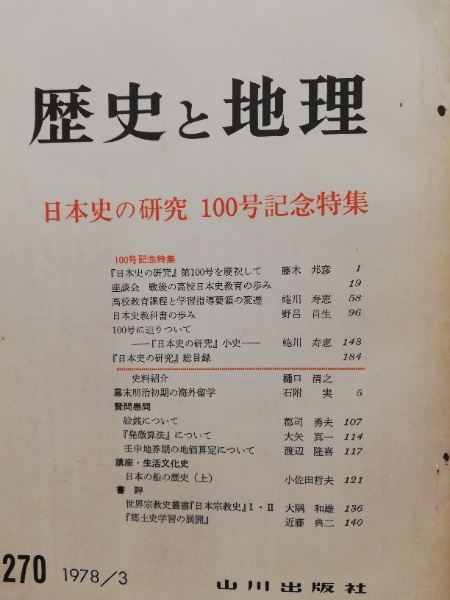 歴史と地理
日本史の研究 100号記念特集
100号記念特集
『日本史の研究』第100号を慶祝して 藤木 邦彦 1
座談会 戦後の高校日本史教育の歩み 19
高校教育課程と学習指導要領の変遷 蜷川 寿恵 58
日本史教科書の歩み 野呂 肖生 96
100号に辿りついて
――『日本史の研究』小史―― 蜷川 寿恵 143
『日本史の研究』総目録 184
史料紹介 樋口 清之
幕末明治初期の海外留学 石附 実 5
賢問愚問
絵銭について 郡司 勇夫 107
『発微算法』について 大矢 真一 114
壬申地券期の地価算定について 渡辺 隆喜 117
講座・生活文化史
日本の船の歴史（上） 小佐田哲夫 121
書 評
世界宗教史叢書『日本宗教史』Ⅰ・Ⅱ 大隅 和雄 136
『郷土史学習の展開』 近藤 典二 140
270 1978/3 山川出版社